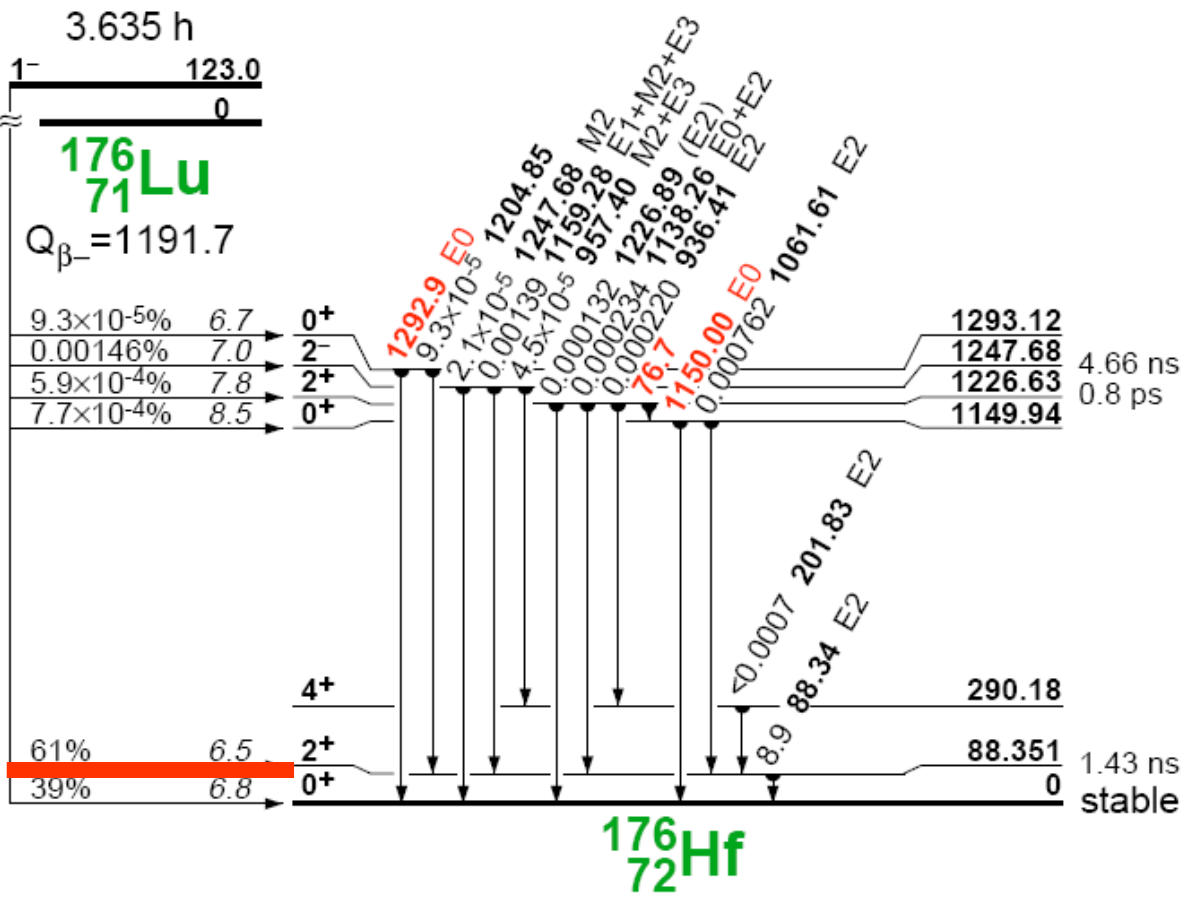 3.635 h
1⁻ 123.0
0
≈
¹⁷⁶₇₁Lu
Qβ₋=1191.7
1292.9 E0
9.3×10⁻⁵ 1204.85
2.1×10⁻⁵ 1247.68 M2
0.00139 1159.28 E1+M2+E3
4.5×10⁻⁵ 957.40 M2+E3
0.000132 1226.89 (E2)
0.000234 1138.26 E0+E2
0.000220 936.41 E2
76.7
1150.00 E0
0.000762 1061.61 E2
9.3×10⁻⁵% 6.7 0⁺ 1293.12
0.00146% 7.0 2⁻ 1247.68 4.66 ns
5.9×10⁻⁴% 7.8 2⁺ 1226.63 0.8 ps
7.7×10⁻⁴% 8.5 0⁺ 1149.94
<0.0007 201.83 E2
8.9 88.34 E2
4⁺ 290.18
61% 6.5 2⁺ 88.351 1.43 ns
39% 6.8 0⁺ 0 stable
¹⁷⁶₇₂Hf